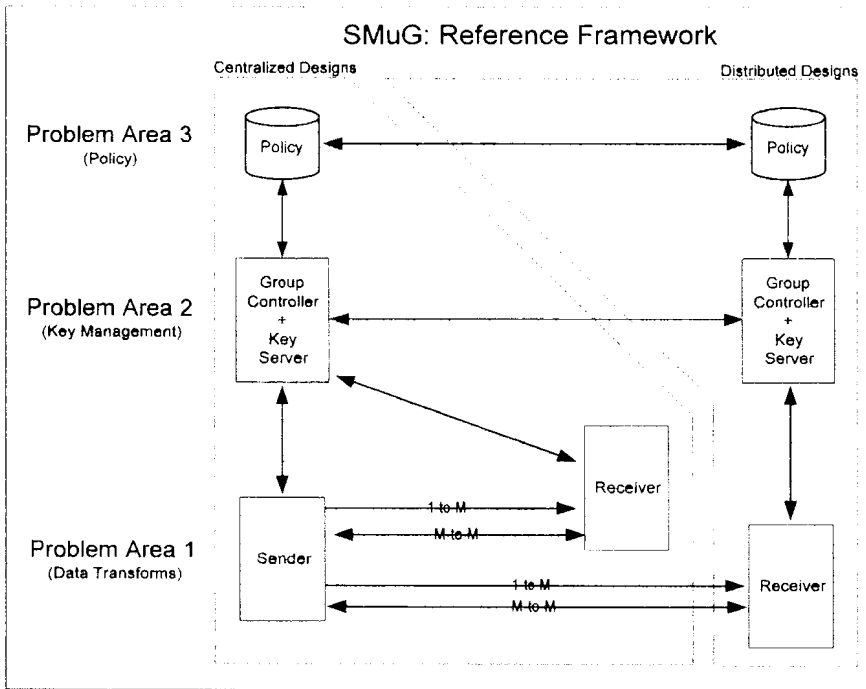 SMuG: Reference Framework
Centralized Designs
Distributed Designs
Problem Area 3
(Policy)
Policy
Policy
Problem Area 2
(Key Management)
Group
Controller
+
Key
Server
Group
Controller
+
Key
Server
Receiver
Problem Area 1
(Data Transforms)
Sender
1 to M
M to M
1 to M
M to M
Receiver